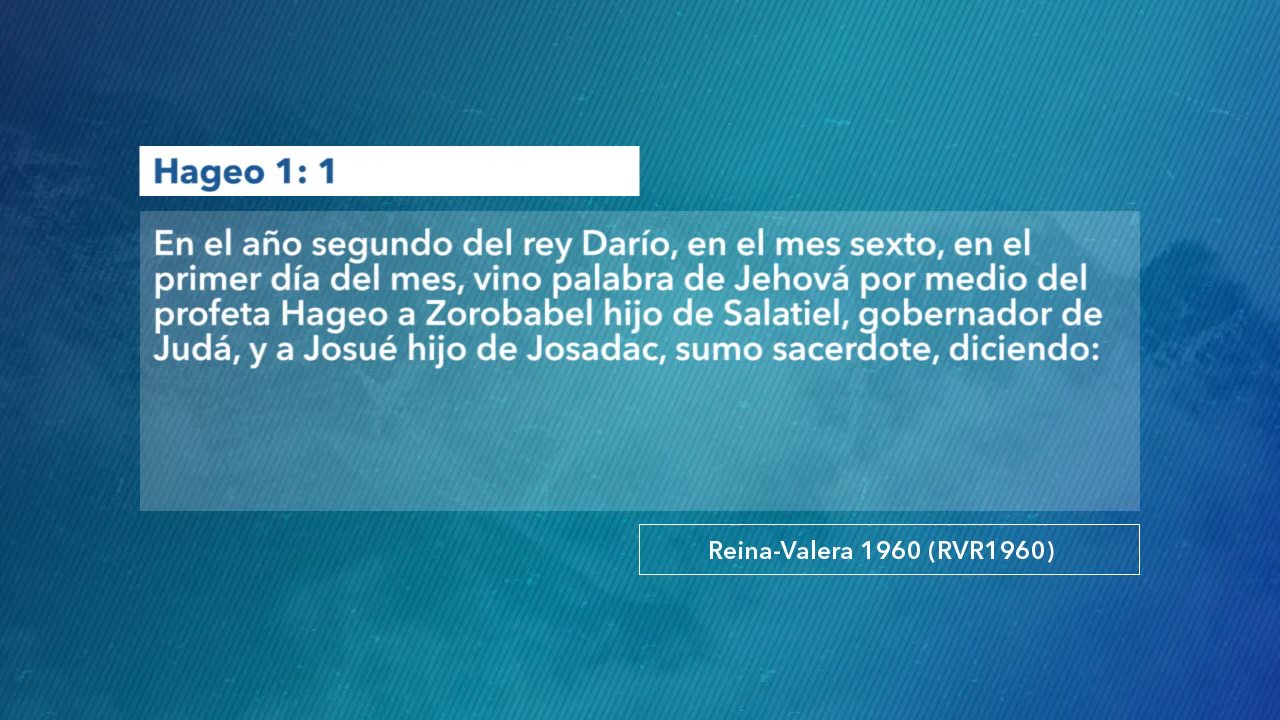 Hageo 1: 1
En el año segundo del rey Darío, en el mes sexto, en el
primer día del mes, vino palabra de Jehová por medio del
profeta Hageo a Zorobabel hijo de Salatiel, gobernador de
Judá, y a Josué hijo de Josadac, sumo sacerdote, diciendo:
Reina-Valera 1960 (RVR1960)